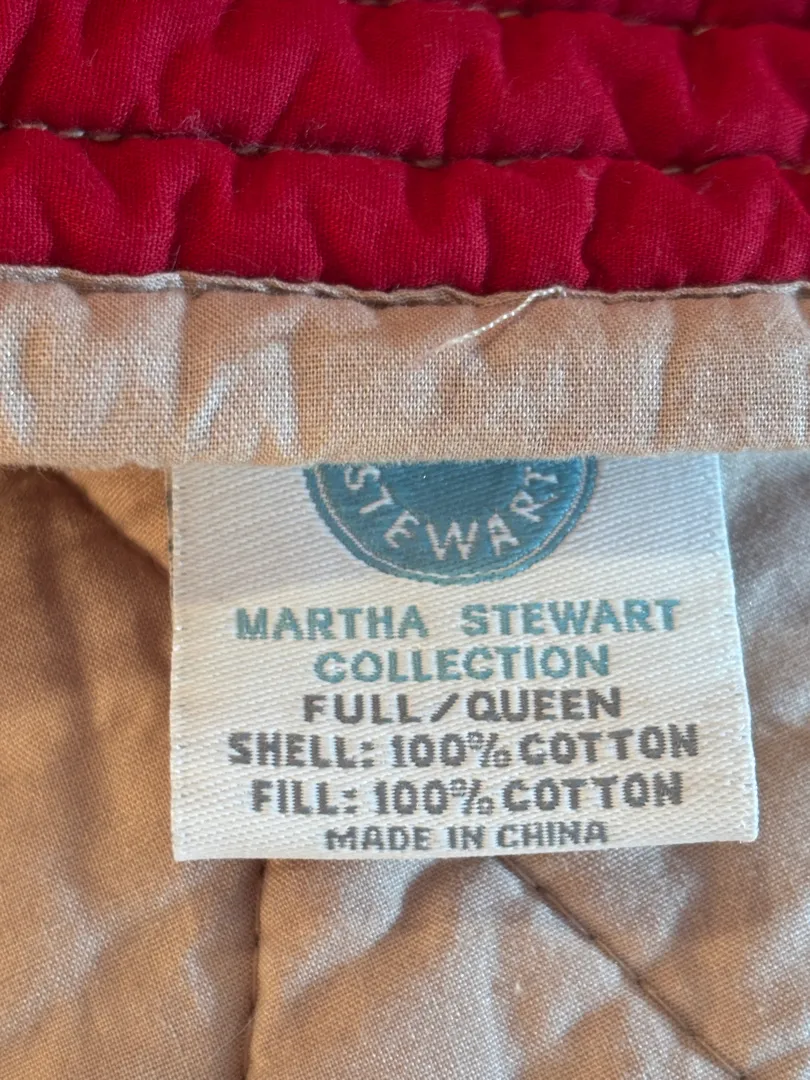 STEWART
MARTHA STEWART
COLLECTION
FULL/QUEEN
SHELL: 100% COTTON
FILL: 100% COTTON
MADE IN CHINA